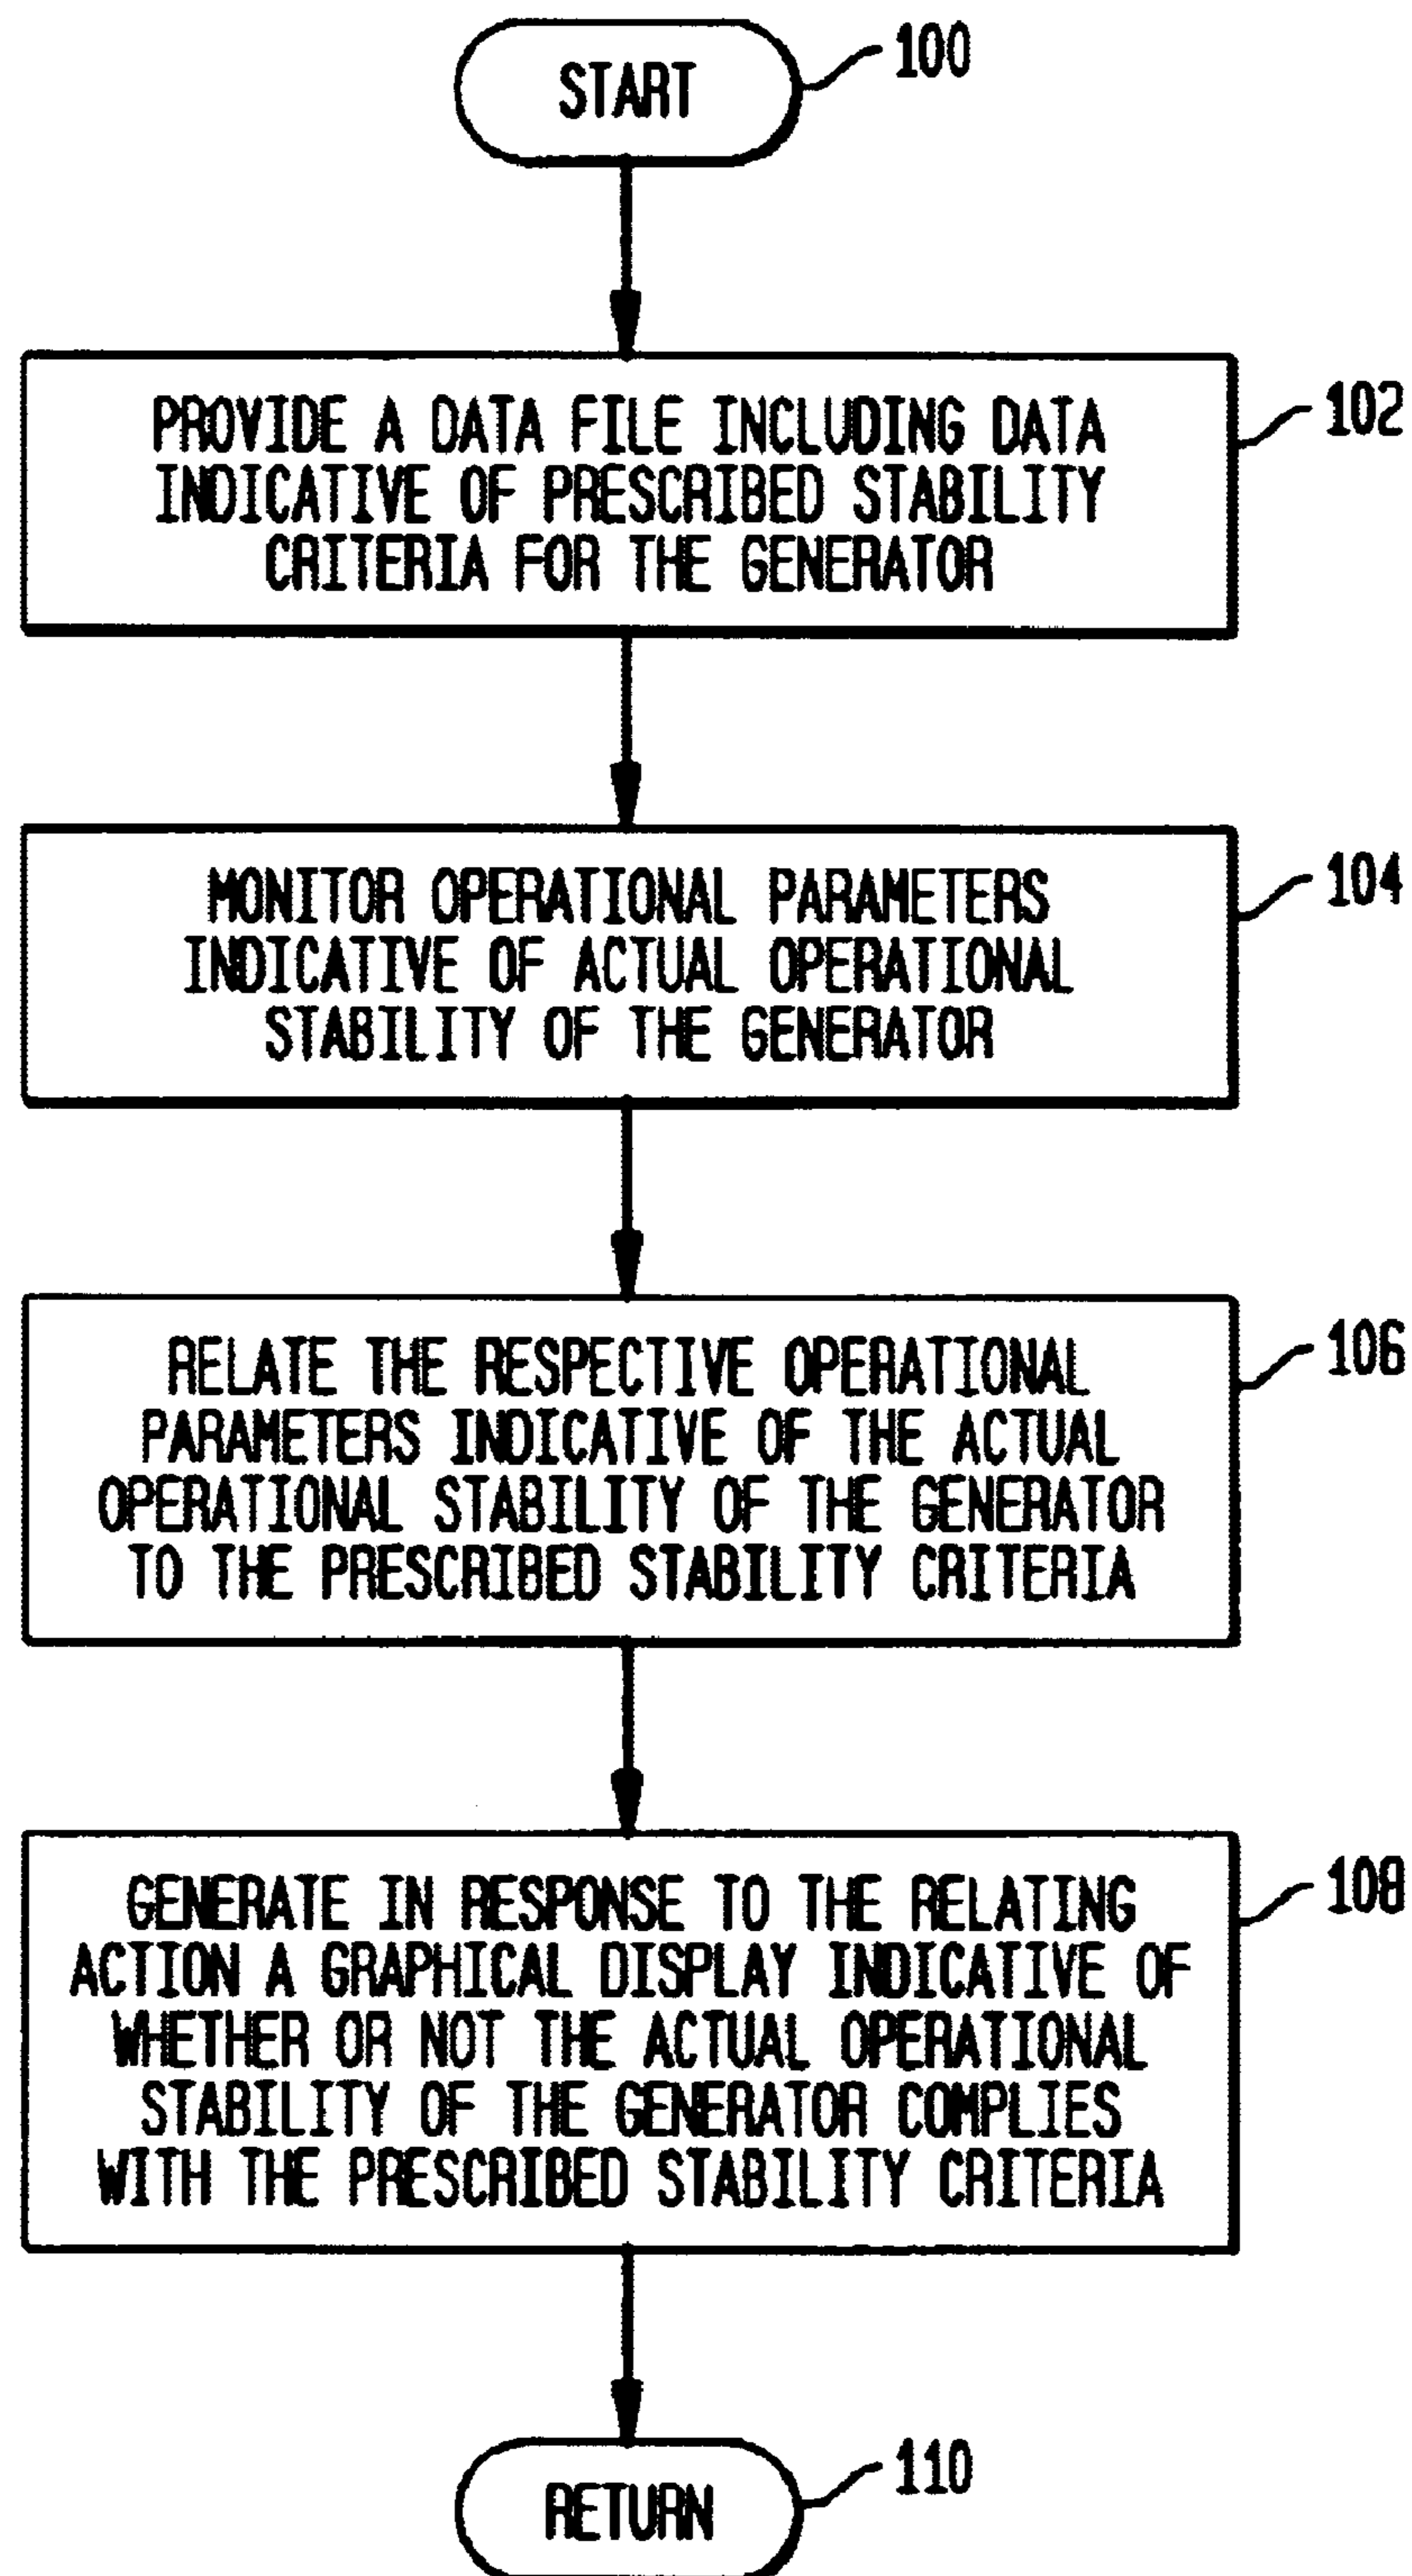 START
100
PROVIDE A DATA FILE INCLUDING DATA
INDICATIVE OF PRESCRIBED STABILITY
CRITERIA FOR THE GENERATOR
102
MONITOR OPERATIONAL PARAMETERS
INDICATIVE OF ACTUAL OPERATIONAL
STABILITY OF THE GENERATOR
104
RELATE THE RESPECTIVE OPERATIONAL
PARAMETERS INDICATIVE OF THE ACTUAL
OPERATIONAL STABILITY OF THE GENERATOR
TO THE PRESCRIBED STABILITY CRITERIA
106
GENERATE IN RESPONSE TO THE RELATING
ACTION A GRAPHICAL DISPLAY INDICATIVE OF
WHETHER OR NOT THE ACTUAL OPERATIONAL
STABILITY OF THE GENERATOR COMPLIES
WITH THE PRESCRIBED STABILITY CRITERIA
108
RETURN
110